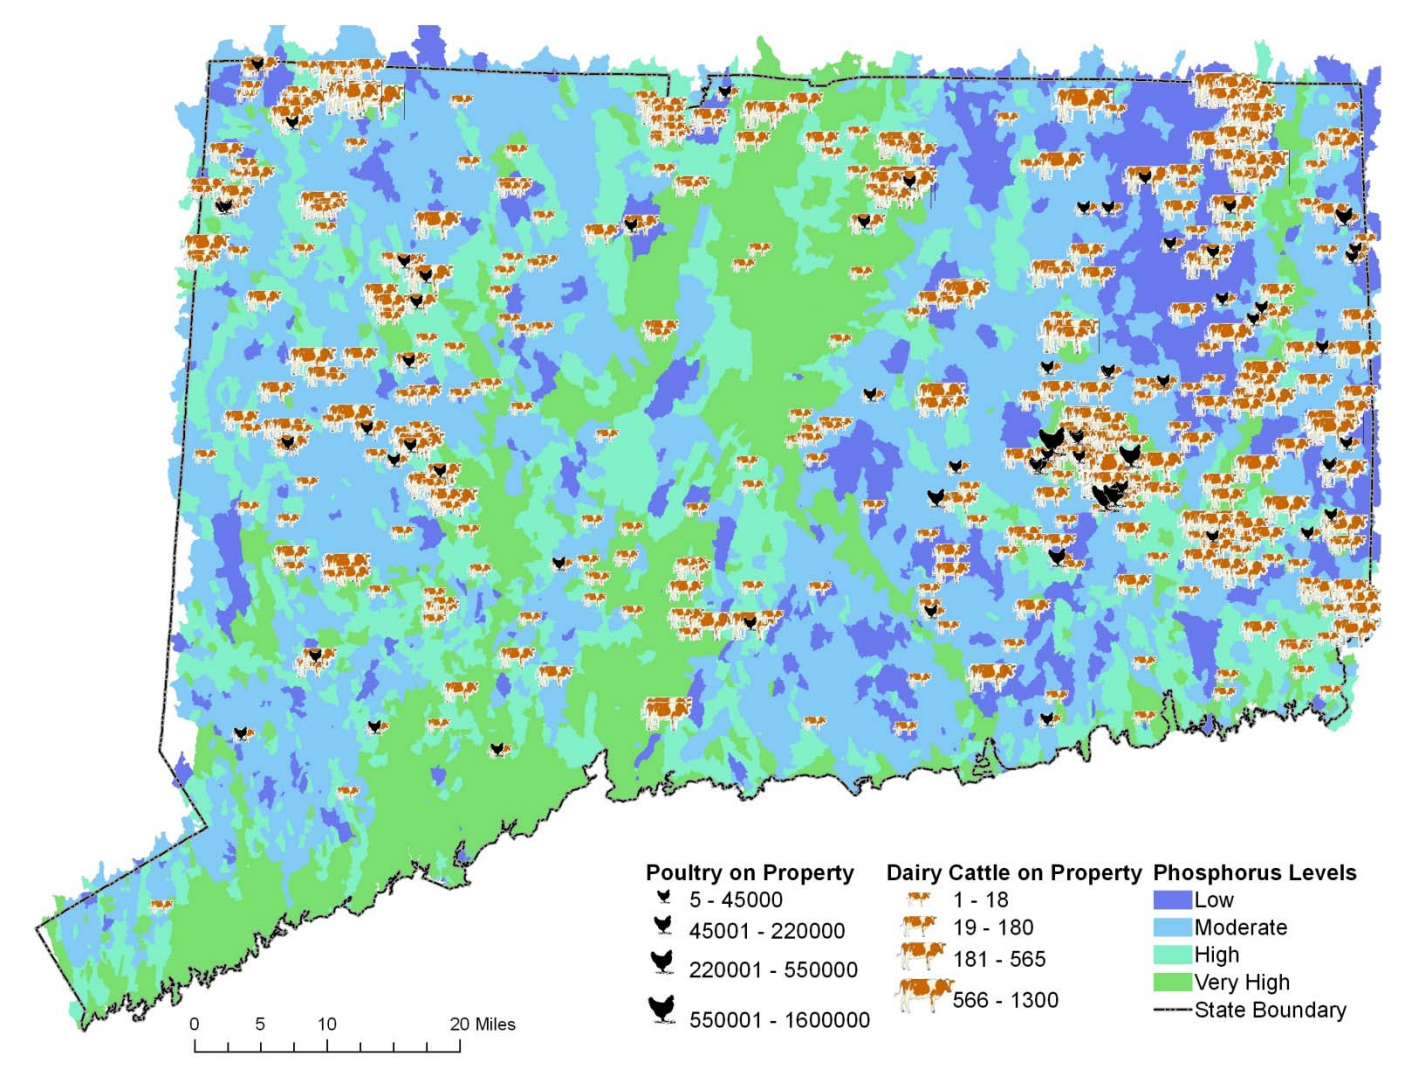 Poultry on Property
5 - 45000
45001 - 220000
220001 - 550000
550001 - 1600000
Dairy Cattle on Property
1 - 18
19 - 180
181 - 565
566 - 1300
Phosphorus Levels
Low
Moderate
High
Very High
State Boundary
0 5 10 20 Miles